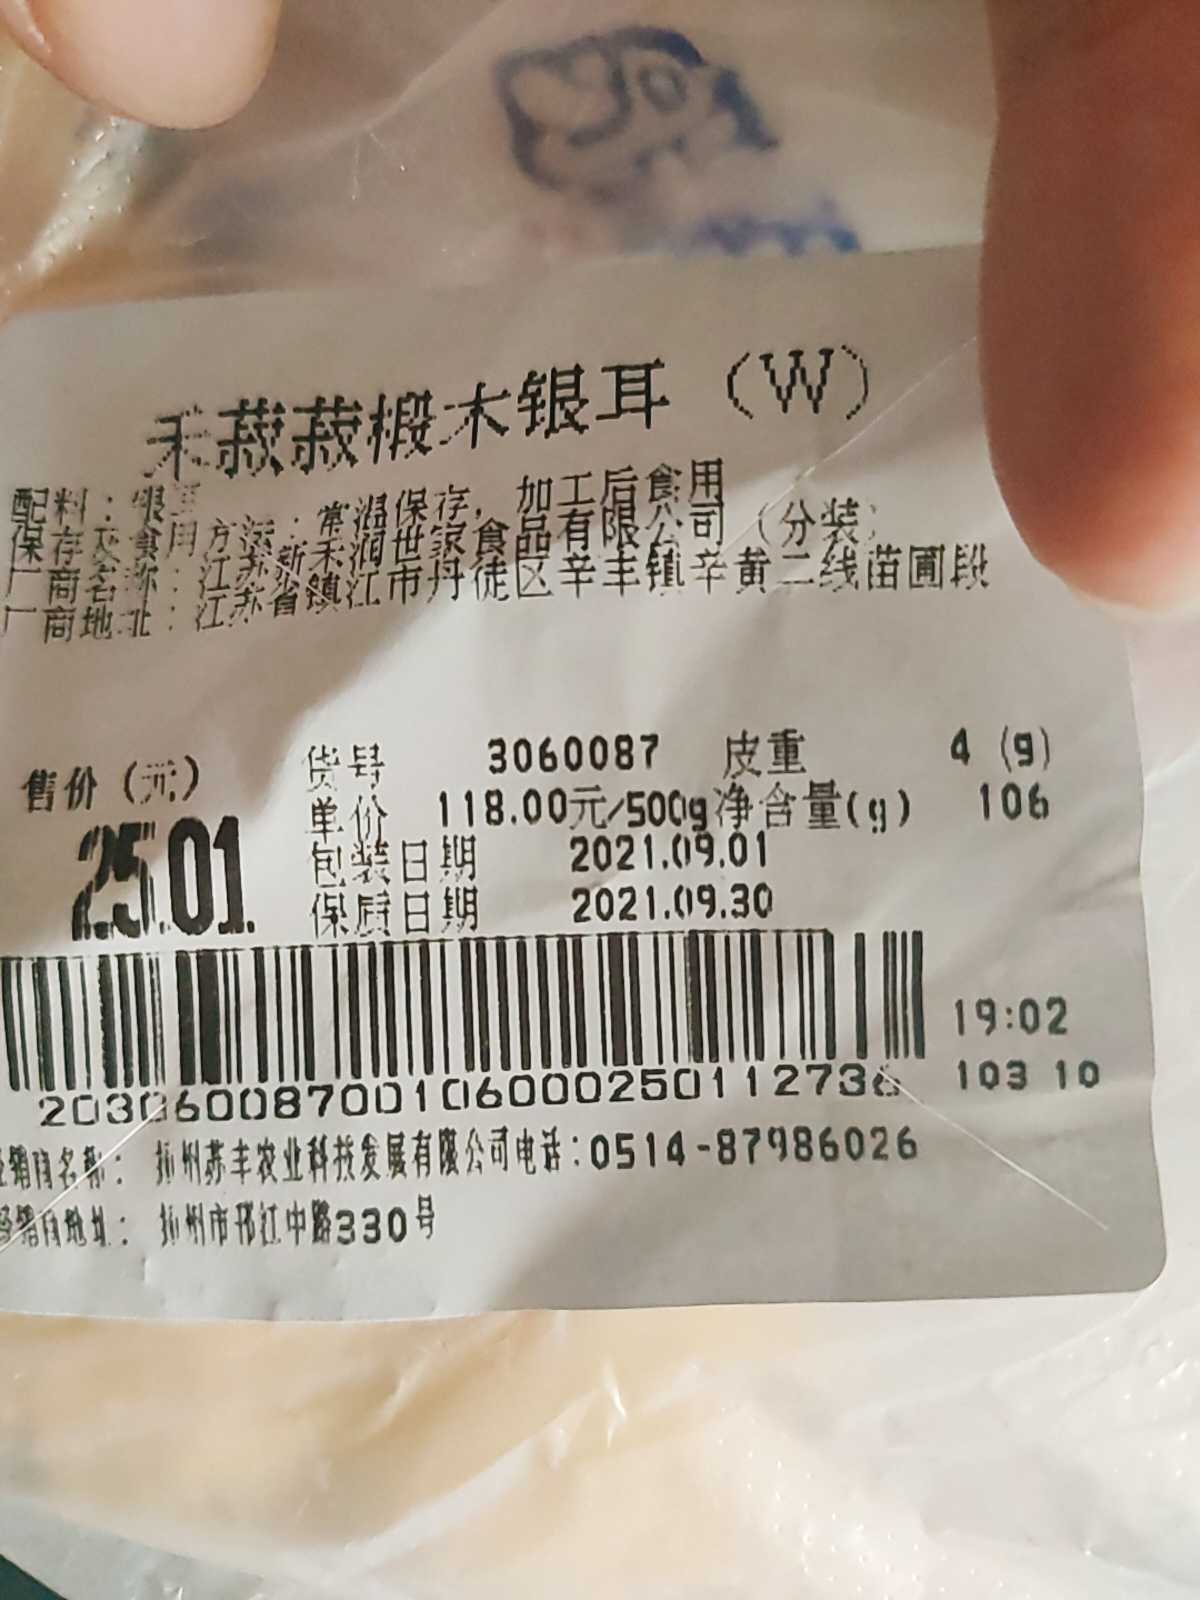 禾菽菽椴木银耳（W）
配料：银耳
保存及食用方法：常温保存，加工后食用
厂商名称：江苏新禾润世家食品有限公司（分装）
厂商地址：江苏省镇江市丹徒区辛丰镇辛黄二线苗圃段
售价（元） 货号 3060087 皮重 4 (g)
25.01 单价 118.00元/500g 净含量(g) 106
包装日期 2021.09.01
保质日期 2021.09.30
19:02
20306008700106000250112736 103 10
经销商名称：扬州苏丰农业科技发展有限公司电话：0514-87986026
经销商地址：扬州市邗江中路330号